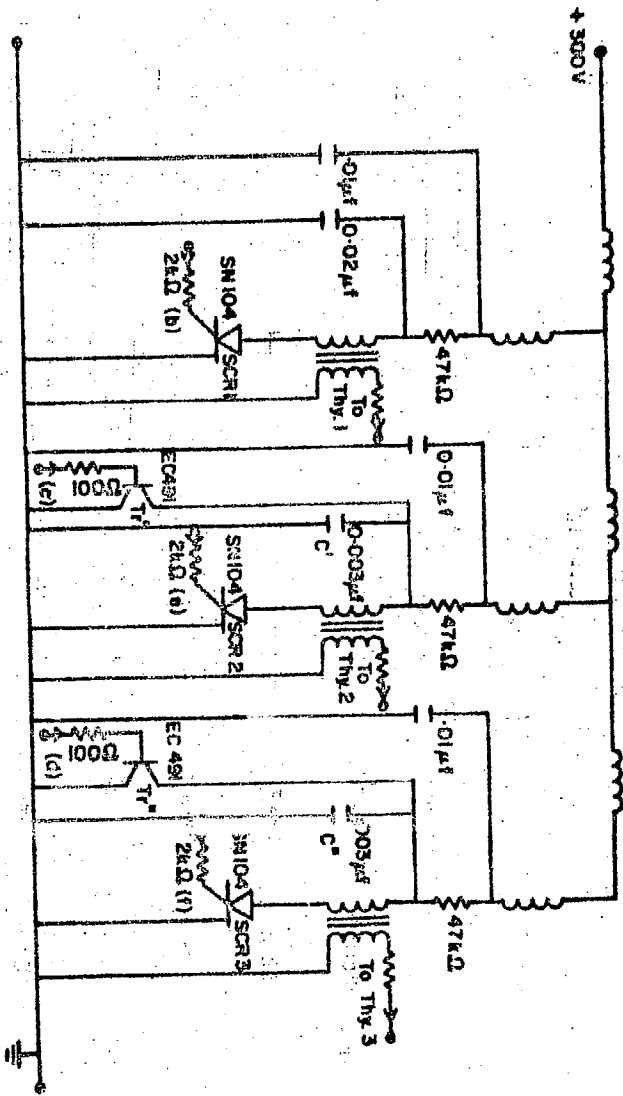 + 300V
47kΩ
·01μf
0·02μf
To
Thy. 1
SN 104
SCR1
2kΩ (b)
47kΩ
0·01μf
EC491
Tr'
100Ω
(c)
0·003μf
C'
To
Thy. 2
SN104
SCR 2
2kΩ (e)
47kΩ
·01μf
EC 491
Tr"
100Ω
(d)
003μf
C"
To Thy. 3
SN104
SCR3
2kΩ (f)